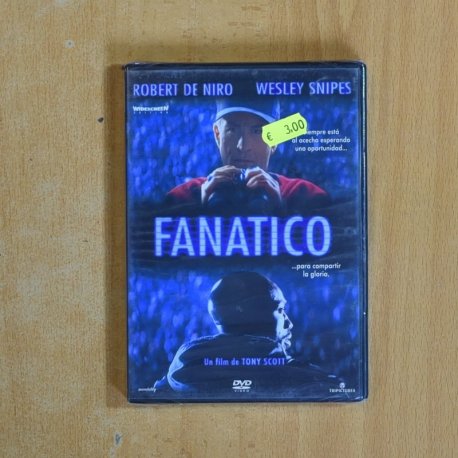 ROBERT DE NIRO WESLEY SNIPES
WIDESCREEN
EDITION
€ 3.00
siempre está
al acecho esperando
una oportunidad...
FANATICO
...para compartir
la gloria.
Un film de TONY SCOTT
DVD
VIDEO
TRIPICTURES